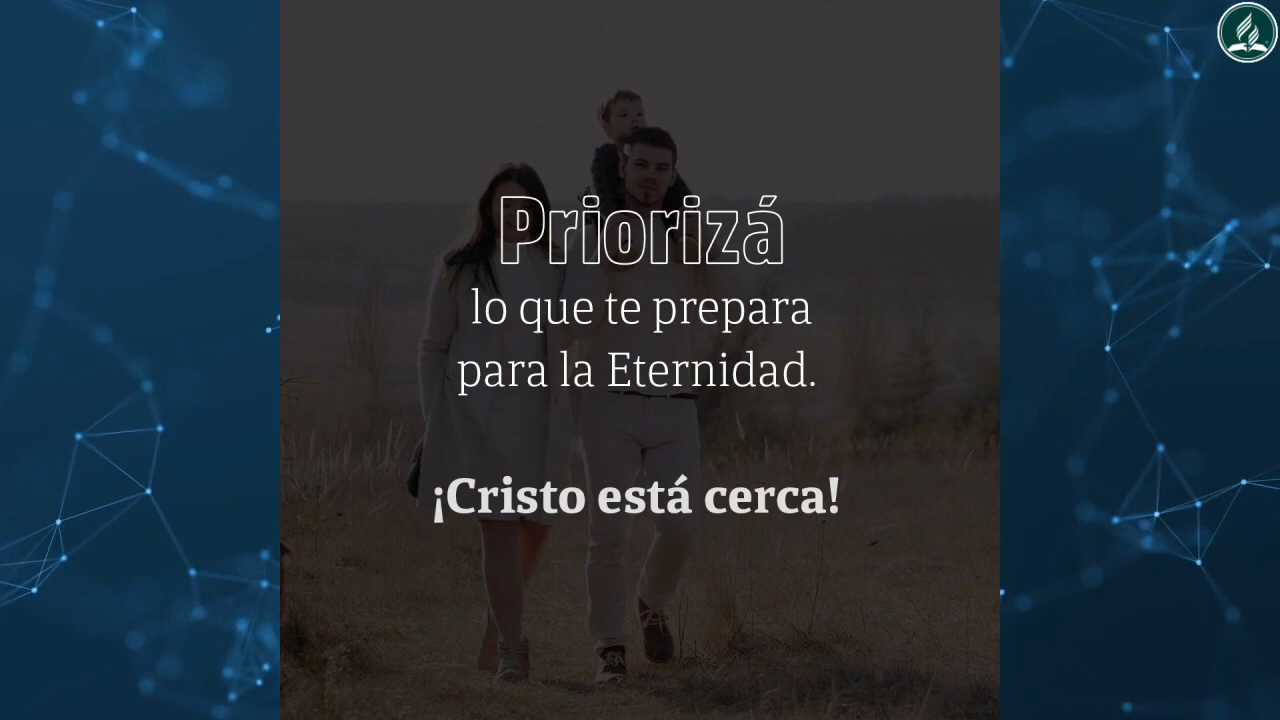 Priorizá
lo que te prepara
para la Eternidad.
¡Cristo está cerca!